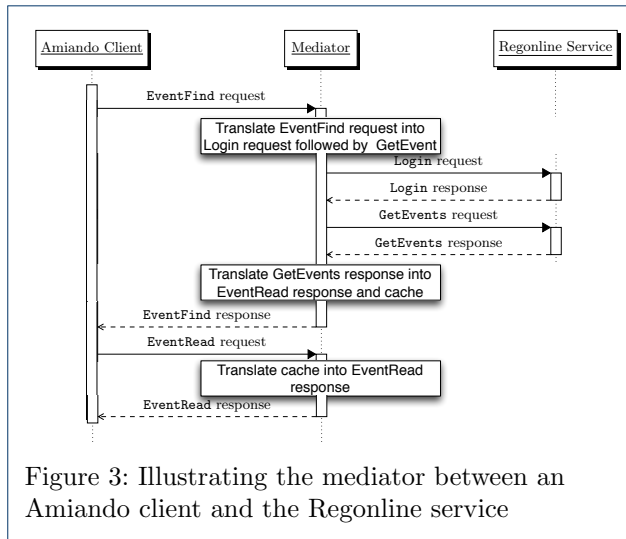 Amiando Client
Mediator
Regonline Service
EventFind request
Translate EventFind request into
Login request followed by GetEvent
Login request
Login response
GetEvents request
GetEvents response
Translate GetEvents response into
EventRead response and cache
EventFind response
EventRead request
Translate cache into EventRead
response
EventRead response
Figure 3: Illustrating the mediator between an
Amiando client and the Regonline service